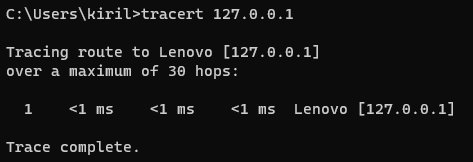 C:\Users\kiril>tracert 127.0.0.1
Tracing route to Lenovo [127.0.0.1]
over a maximum of 30 hops:
1    <1 ms    <1 ms    <1 ms  Lenovo [127.0.0.1]
Trace complete.